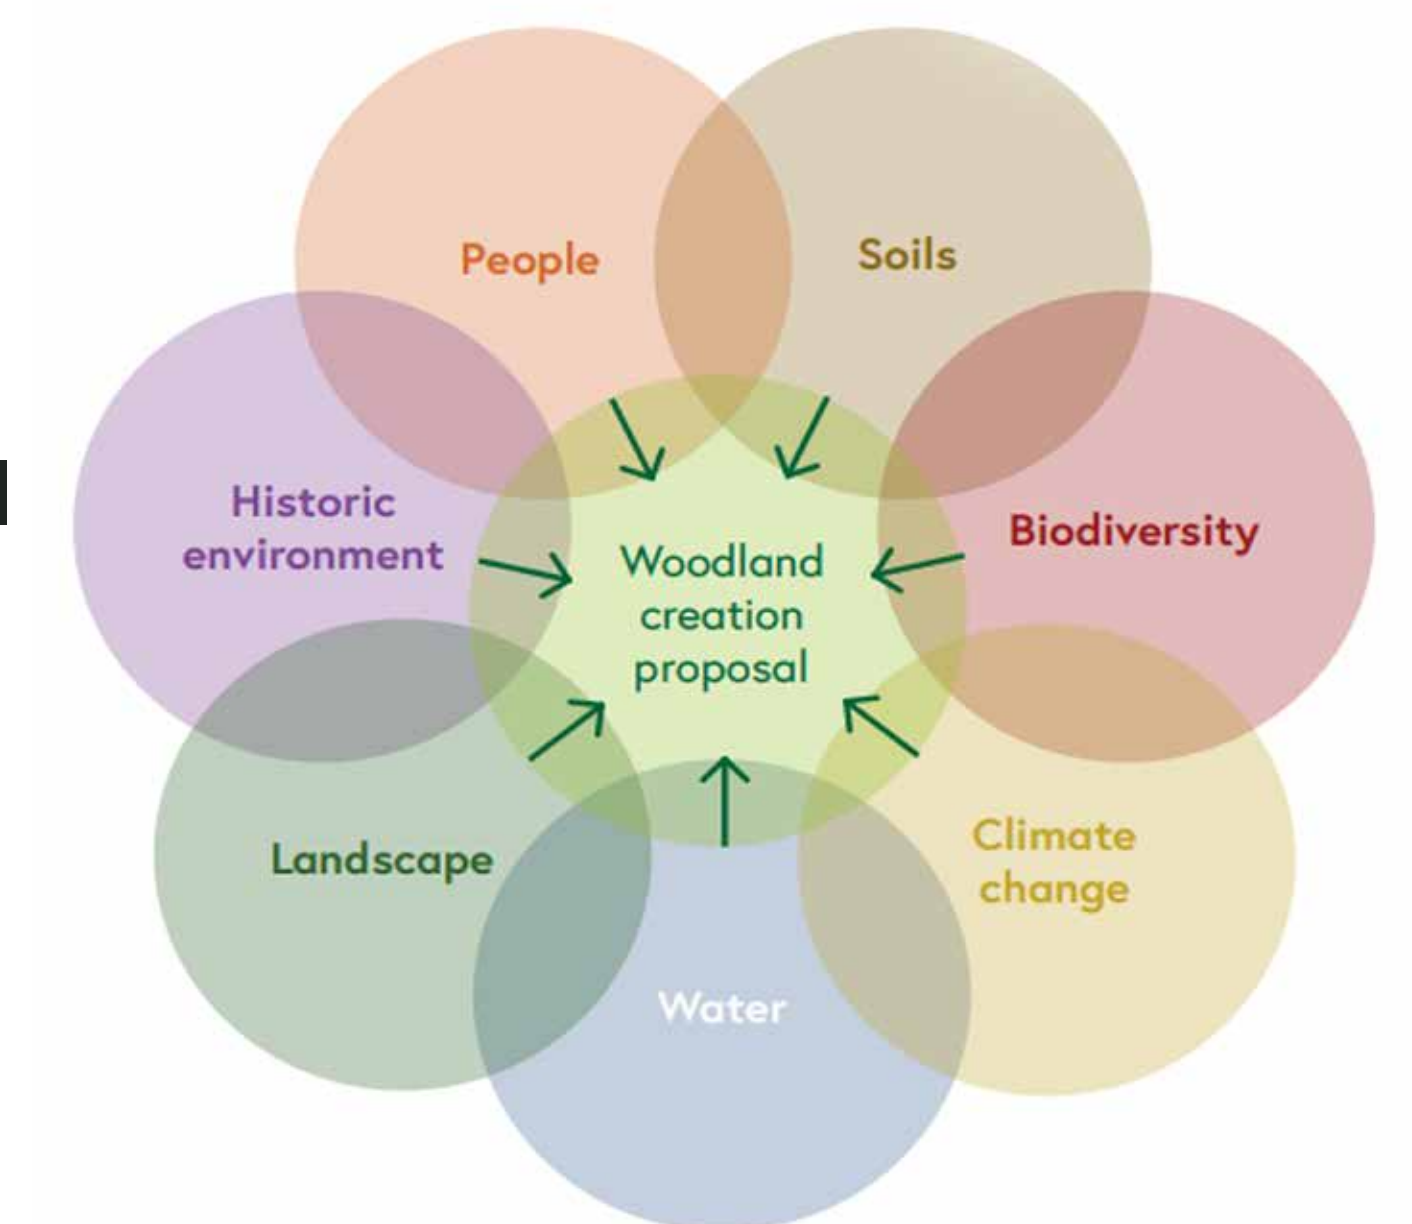 People
Soils
Historic
environment
Biodiversity
Woodland
creation
proposal
Landscape
Climate
change
Water